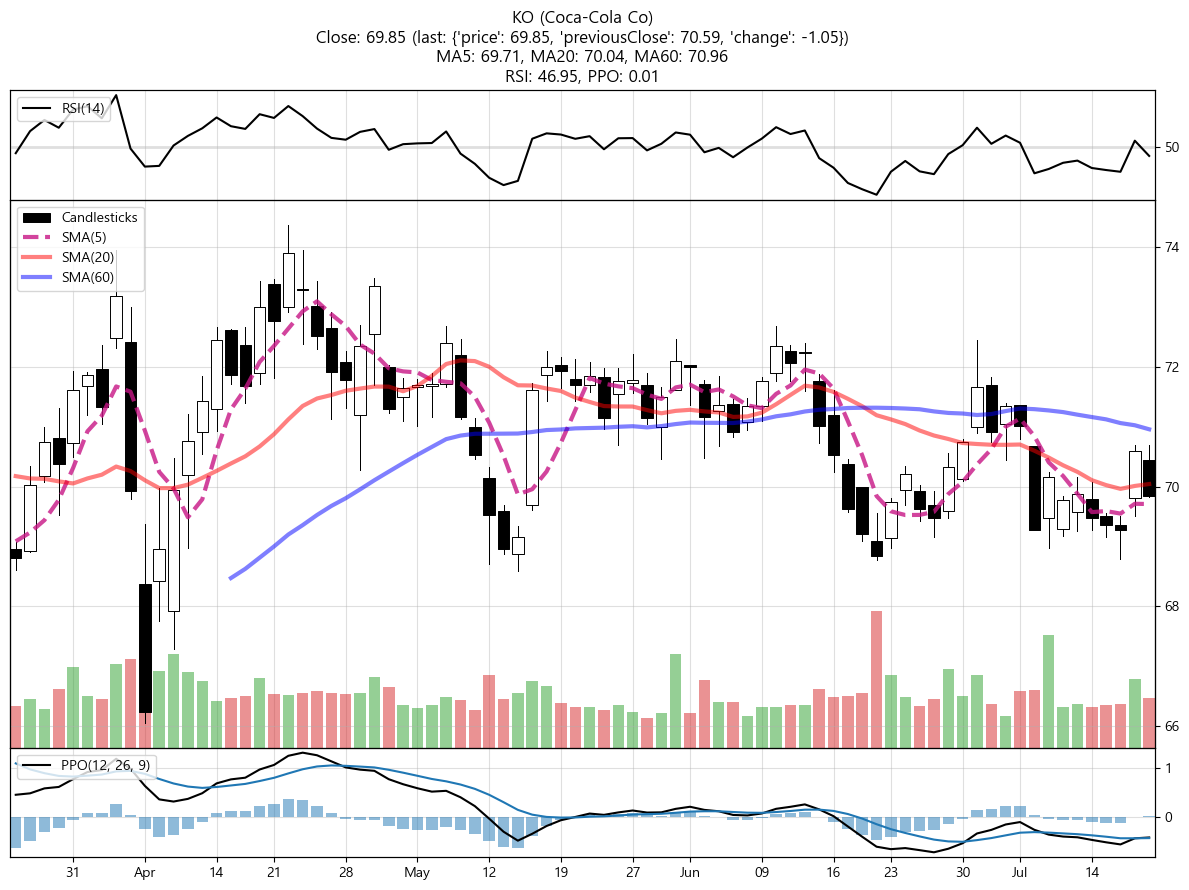 KO (Coca-Cola Co)
Close: 69.85 (last: {'price': 69.85, 'previousClose': 70.59, 'change': -1.05})
MA5: 69.71, MA20: 70.04, MA60: 70.96
RSI: 46.95, PPO: 0.01
RSI(14)
50
Candlesticks
SMA(5)
SMA(20)
SMA(60)
74
72
70
68
66
PPO(12, 26, 9)
1
0
31 Apr 14 21 28 May 12 19 27 Jun 09 16 23 30 Jul 14